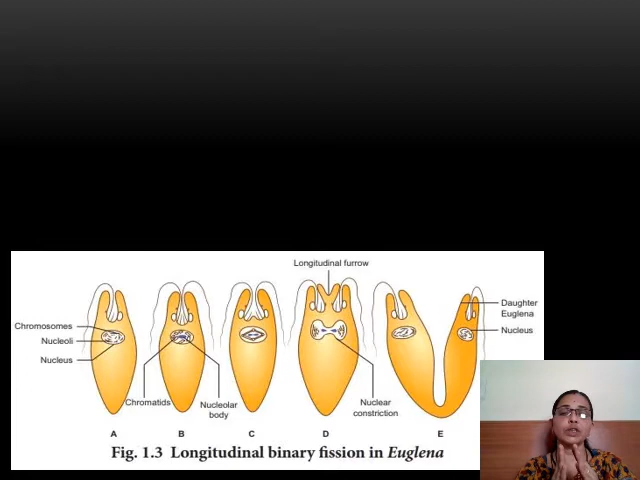 Longitudinal furrow
Daughter
Euglena
Chromosomes
Nucleoli
Nucleus
Nucleus
Chromatids
Nucleolar
body
Nuclear
constriction
A B C D E
Fig. 1.3 Longitudinal binary fission in Euglena